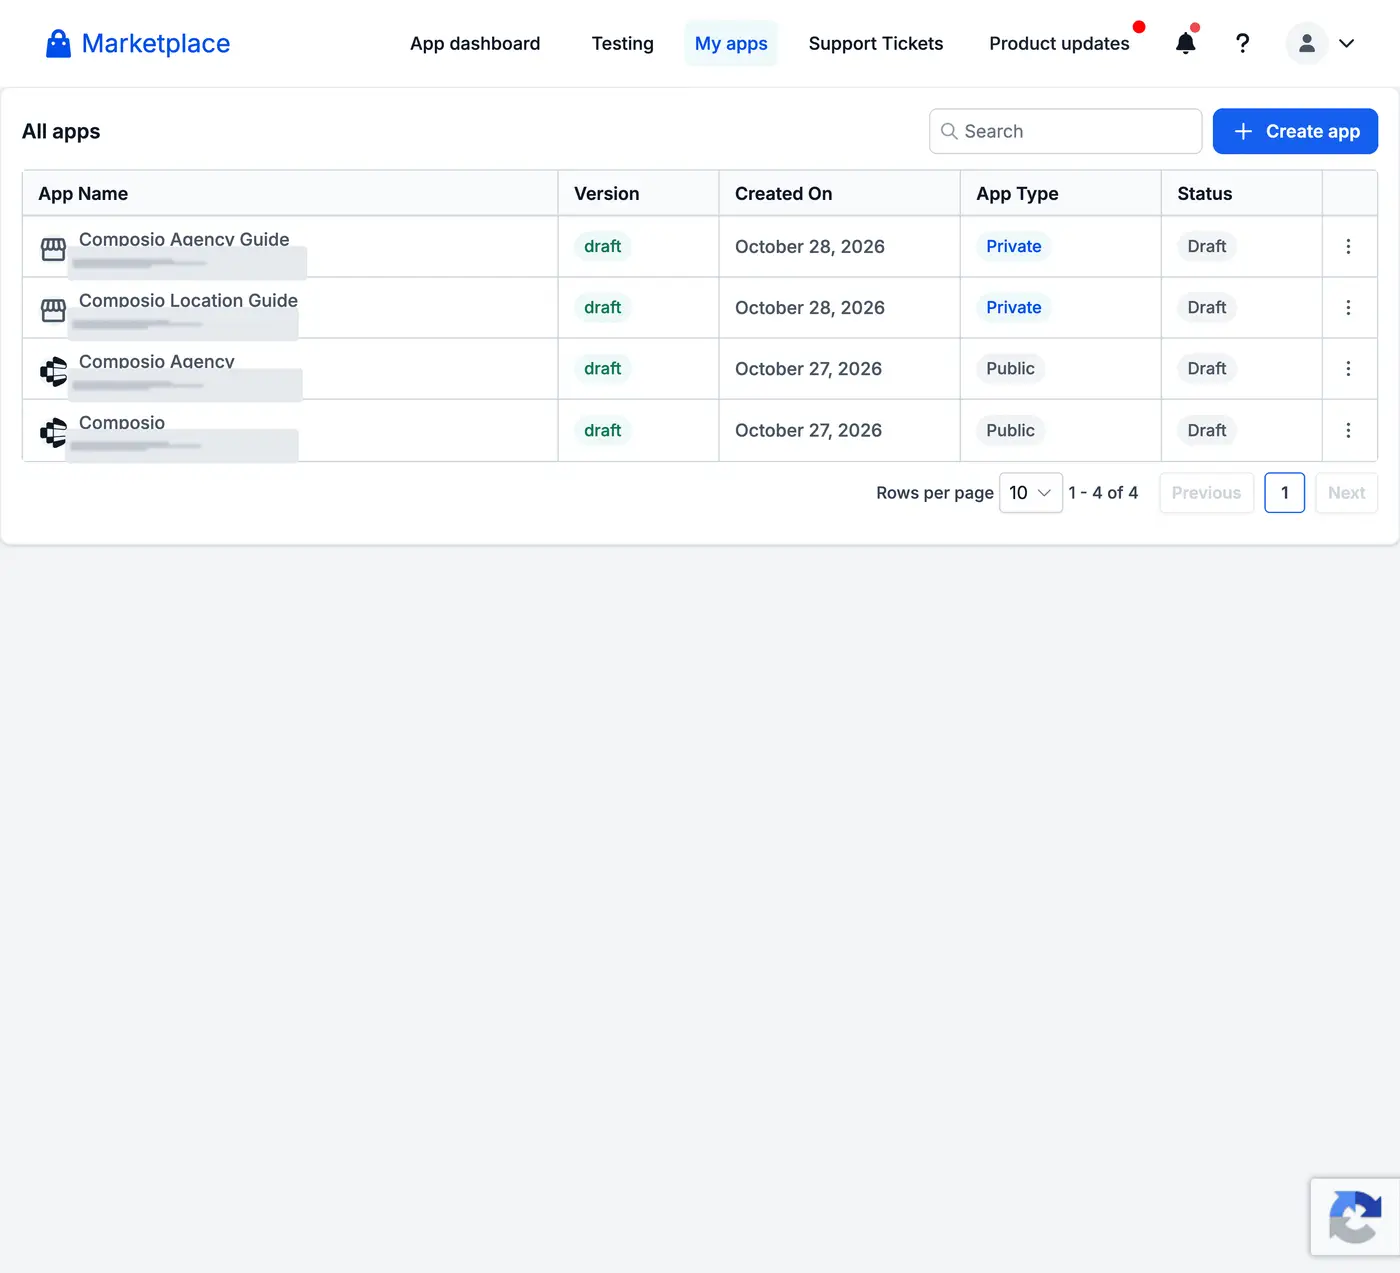 Marketplace
App dashboard
Testing
My apps
Support Tickets
Product updates
?
All apps
Search
+ Create app
App Name Version Created On App Type Status
Composio Agency Guide draft October 28, 2026 Private Draft
Composio Location Guide draft October 28, 2026 Private Draft
Composio Agency draft October 27, 2026 Public Draft
Composio draft October 27, 2026 Public Draft
Rows per page 10 1 - 4 of 4 Previous 1 Next